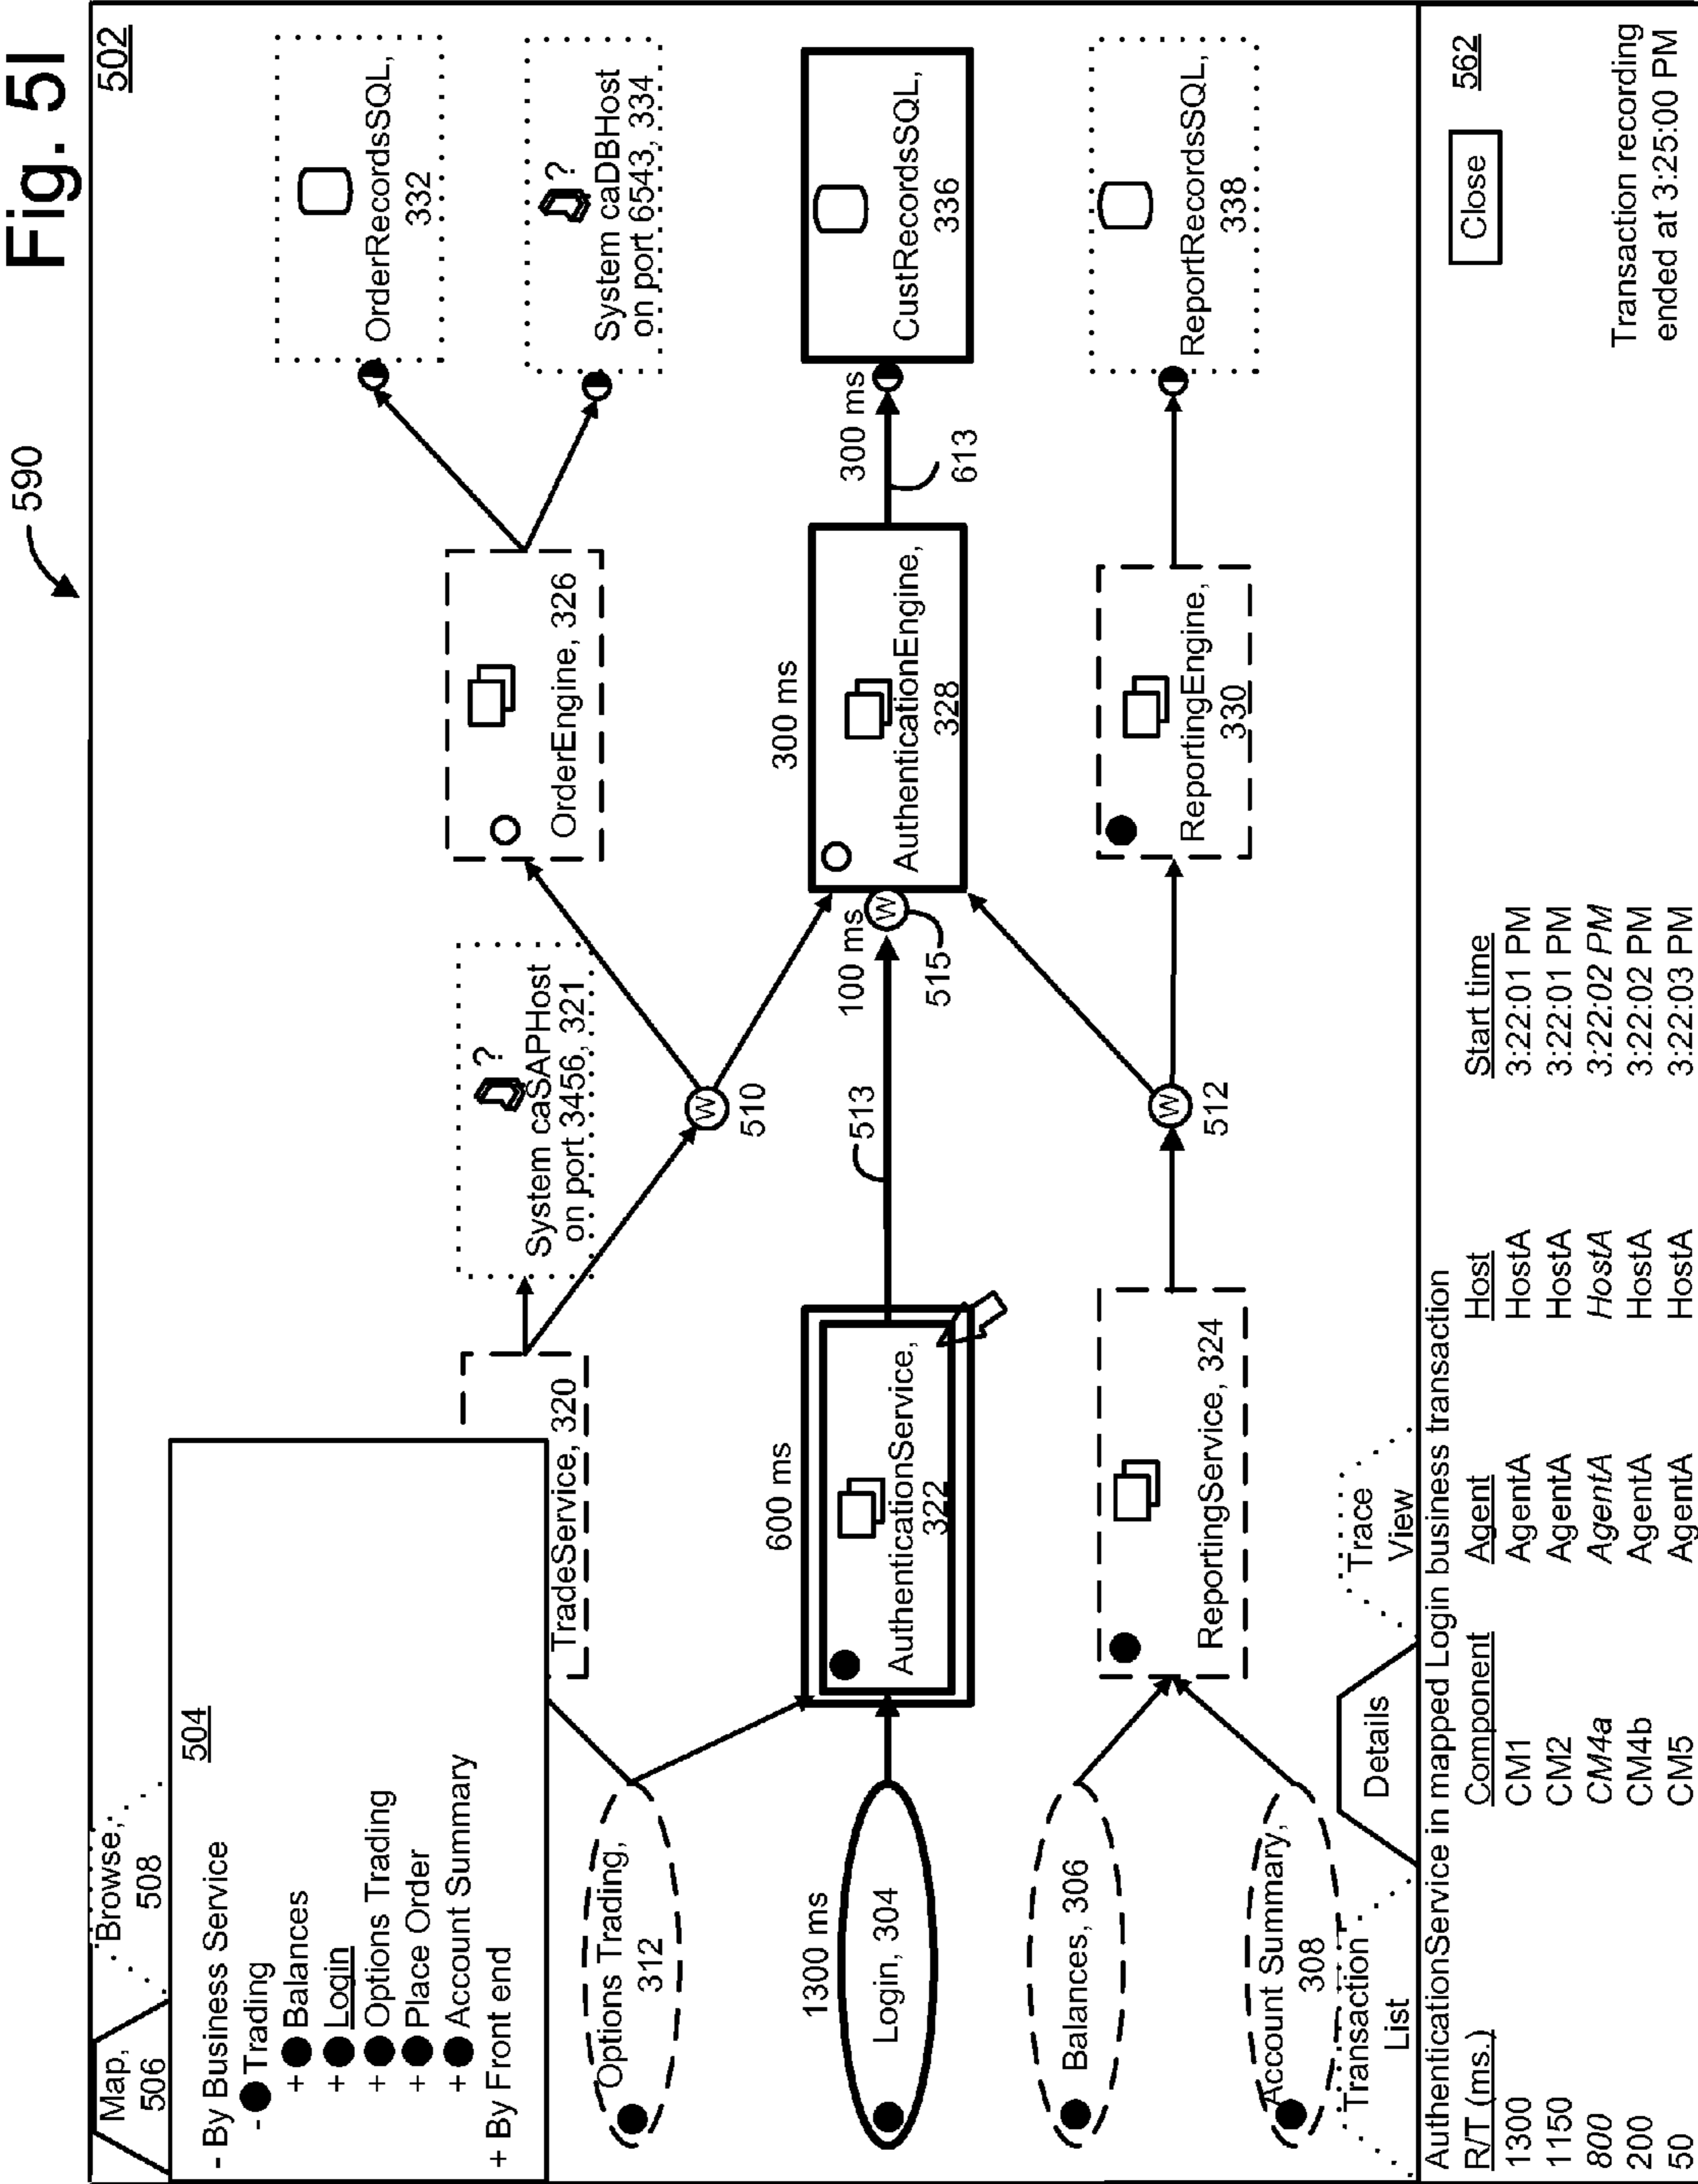 Fig. 5I
590
502
Map,
506
Browse,
508
504
- By Business Service
- Trading
+ Balances
+ Login
+ Options Trading
+ Place Order
+ Account Summary
+ By Front end
TradeService, 320
System caSAPHost
on port 3456, 321
?
OrderEngine, 326
OrderRecordsSQL,
332
?
System caDBHost
on port 6543, 334
W
510
Options Trading,
312
1300 ms
Login, 304
600 ms
AuthenticationService,
322
513
100 ms
W
515
300 ms
AuthenticationEngine,
328
300 ms
613
CustRecordsSQL,
336
Balances, 306
Account Summary,
308
ReportingService, 324
W
512
ReportingEngine,
330
ReportRecordsSQL,
338
Transaction
List
Details
Trace
View
AuthenticationService in mapped Login business transaction
R/T (ms.) Component Agent Host Start time
1300 CM1 AgentA HostA 3:22:01 PM
1150 CM2 AgentA HostA 3:22:01 PM
800 CM4a AgentA HostA 3:22:02 PM
200 CM4b AgentA HostA 3:22:02 PM
50 CM5 AgentA HostA 3:22:03 PM
Close
562
Transaction recording
ended at 3:25:00 PM